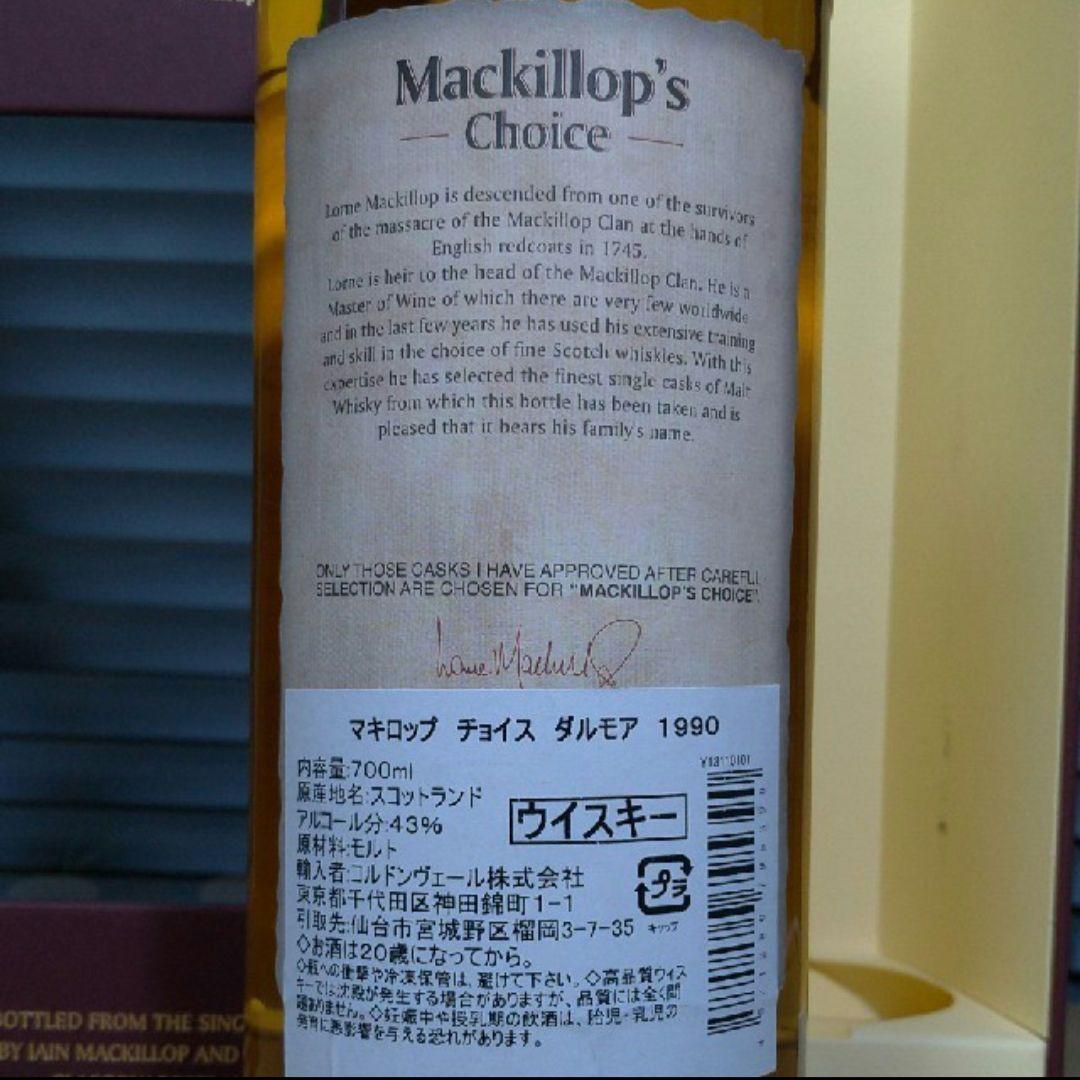 Mackillop's
Choice
Lorne Mackillop is descended from one of the survivors
of the massacre of the Mackillop Clan at the hands of
English redcoats in 1745.
Lorne is heir to the head of the Mackillop Clan. He is a
Master of Wine of which there are very few worldwide
and in the last few years he has used his extensive training
and skill in the choice of fine Scotch whiskies. With this
expertise he has selected the finest single casks of Malt
Whisky from which this bottle has been taken and is
pleased that it bears his family's name.
ONLY THOSE CASKS I HAVE APPROVED AFTER CAREFUL
SELECTION ARE CHOSEN FOR "MACKILLOP'S CHOICE".
Lorne Mackillop
マキロップ チョイス ダルモア 1990
内容量:700ml
原産地名:スコットランド
アルコール分:43%
原材料:モルト
輸入者:コルドンヴェール株式会社
東京都千代田区神田錦町1-1
引取先:仙台市宮城野区榴岡3-7-35
◇お酒は20歳になってから。
◇瓶への衝撃や冷凍保管は、避けて下さい。◇高品質ウイス
キーでは沈殿が発生する場合がありますが、品質には全く問
題ありません。◇妊娠中や授乳期の飲酒は、胎児・乳児の
発育に悪影響を与える恐れがあります。
ウイスキー
プラ
キャップ
BOTTLED FROM THE SING
BY IAIN MACKILLOP AND